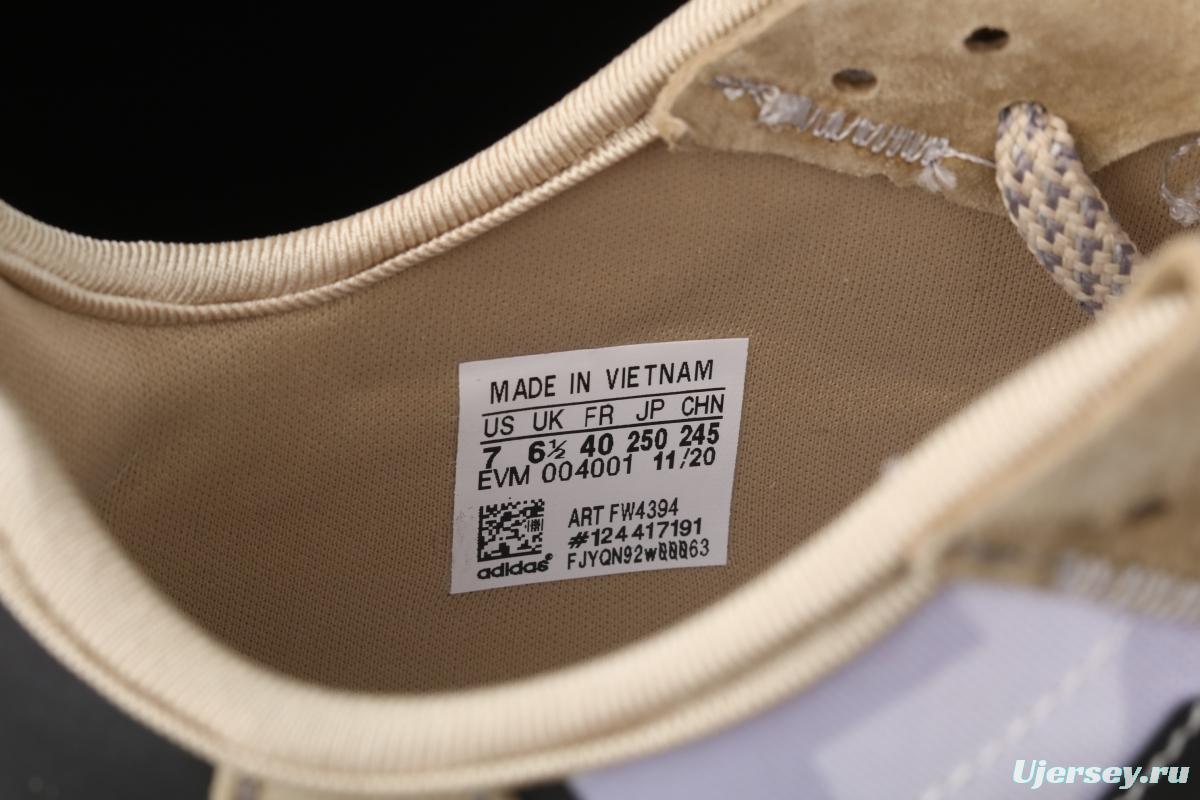 MADE IN VIETNAM
US UK FR JP CHN
7 6½ 40 250 245
EVM 004001 11/20
ART FW4394
#124417191
FJYQN92W00063
adidas®
Ujersey.ru